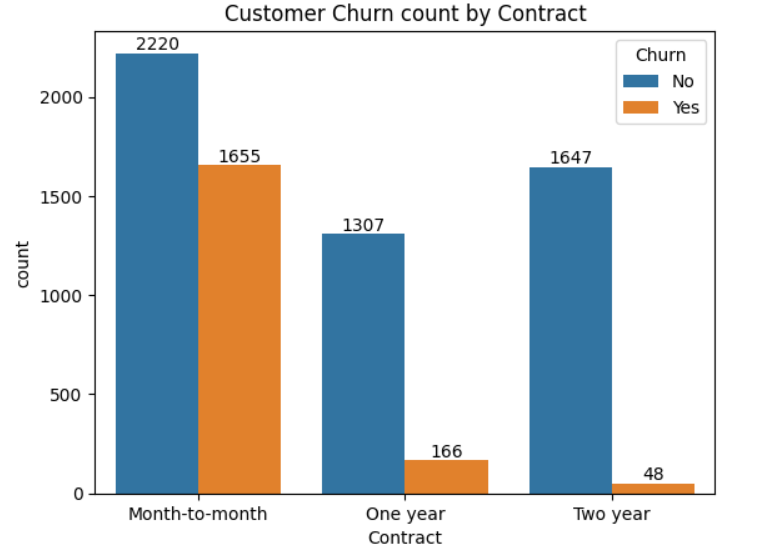 Customer Churn count by Contract
Churn
No
Yes
2220
1655
1307
166
1647
48
2000
1500
1000
500
0
count
Month-to-month
One year
Two year
Contract